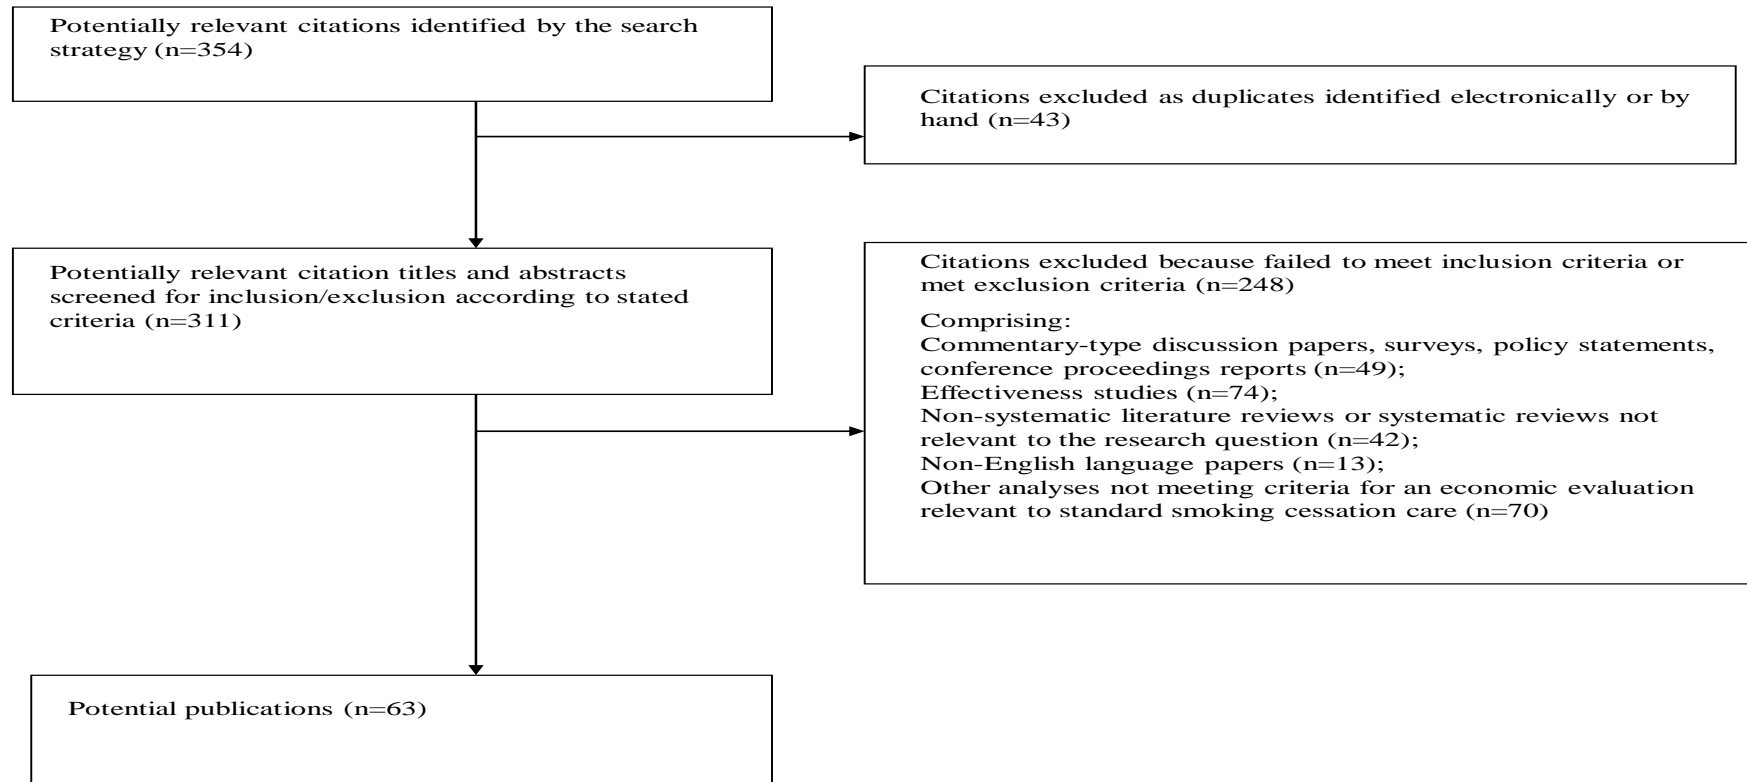 Potentially relevant citations identified by the search
strategy (n=354)
Citations excluded as duplicates identified electronically or by
hand (n=43)
Potentially relevant citation titles and abstracts
screened for inclusion/exclusion according to stated
criteria (n=311)
Citations excluded because failed to meet inclusion criteria or
met exclusion criteria (n=248)
Comprising:
Commentary-type discussion papers, surveys, policy statements,
conference proceedings reports (n=49);
Effectiveness studies (n=74);
Non-systematic literature reviews or systematic reviews not
relevant to the research question (n=42);
Non-English language papers (n=13);
Other analyses not meeting criteria for an economic evaluation
relevant to standard smoking cessation care (n=70)
Potential publications (n=63)